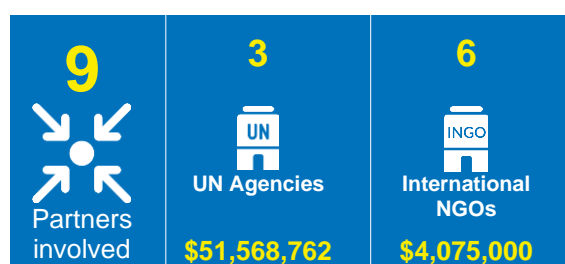 9
Partners
involved
3
UN
UN Agencies
$51,568,762
6
INGO
International
NGOs
$4,075,000